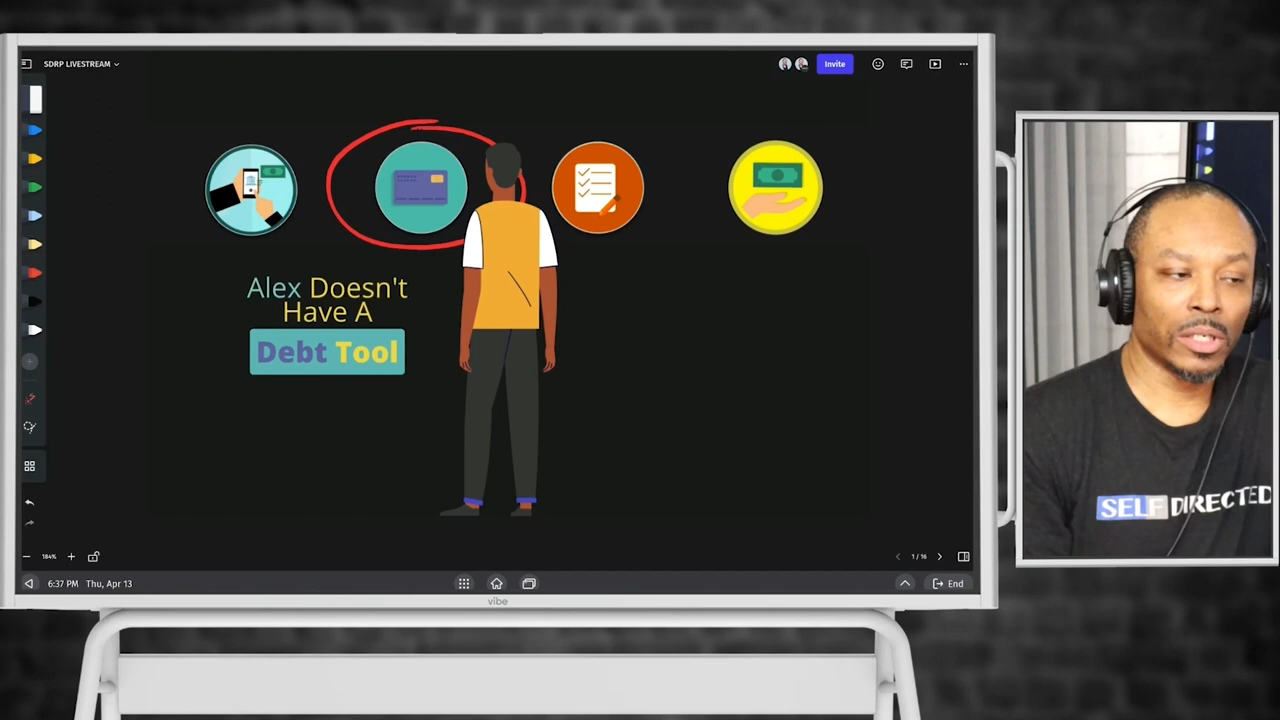 SDRP LIVESTREAM
Invite
Alex Doesn't
Have A
Debt Tool
SELF DIRECTED
184%
1 / 16
6:37 PM Thu, Apr 13
End
vibe